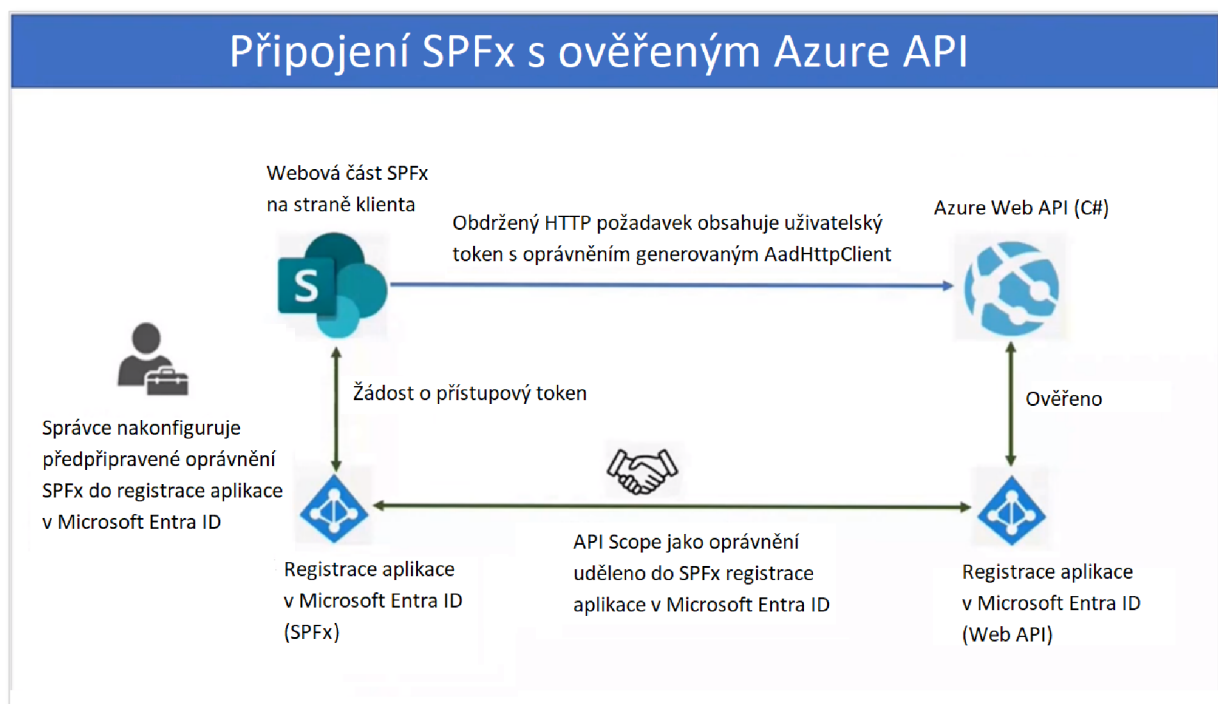 Připojení SPFx s ověřeným Azure API
Webová část SPFx
na straně klienta
Obdržený HTTP požadavek obsahuje uživatelský
token s oprávněním generovaným AadHttpClient
Azure Web API (C#)
S
Žádost o přístupový token
Ověřeno
Správce nakonfiguruje
předpřipravené oprávnění
SPFx do registrace aplikace
v Microsoft Entra ID
API Scope jako oprávnění
uděleno do SPFx registrace
aplikace v Microsoft Entra ID
Registrace aplikace
v Microsoft Entra ID
(SPFx)
Registrace aplikace
v Microsoft Entra ID
(Web API)